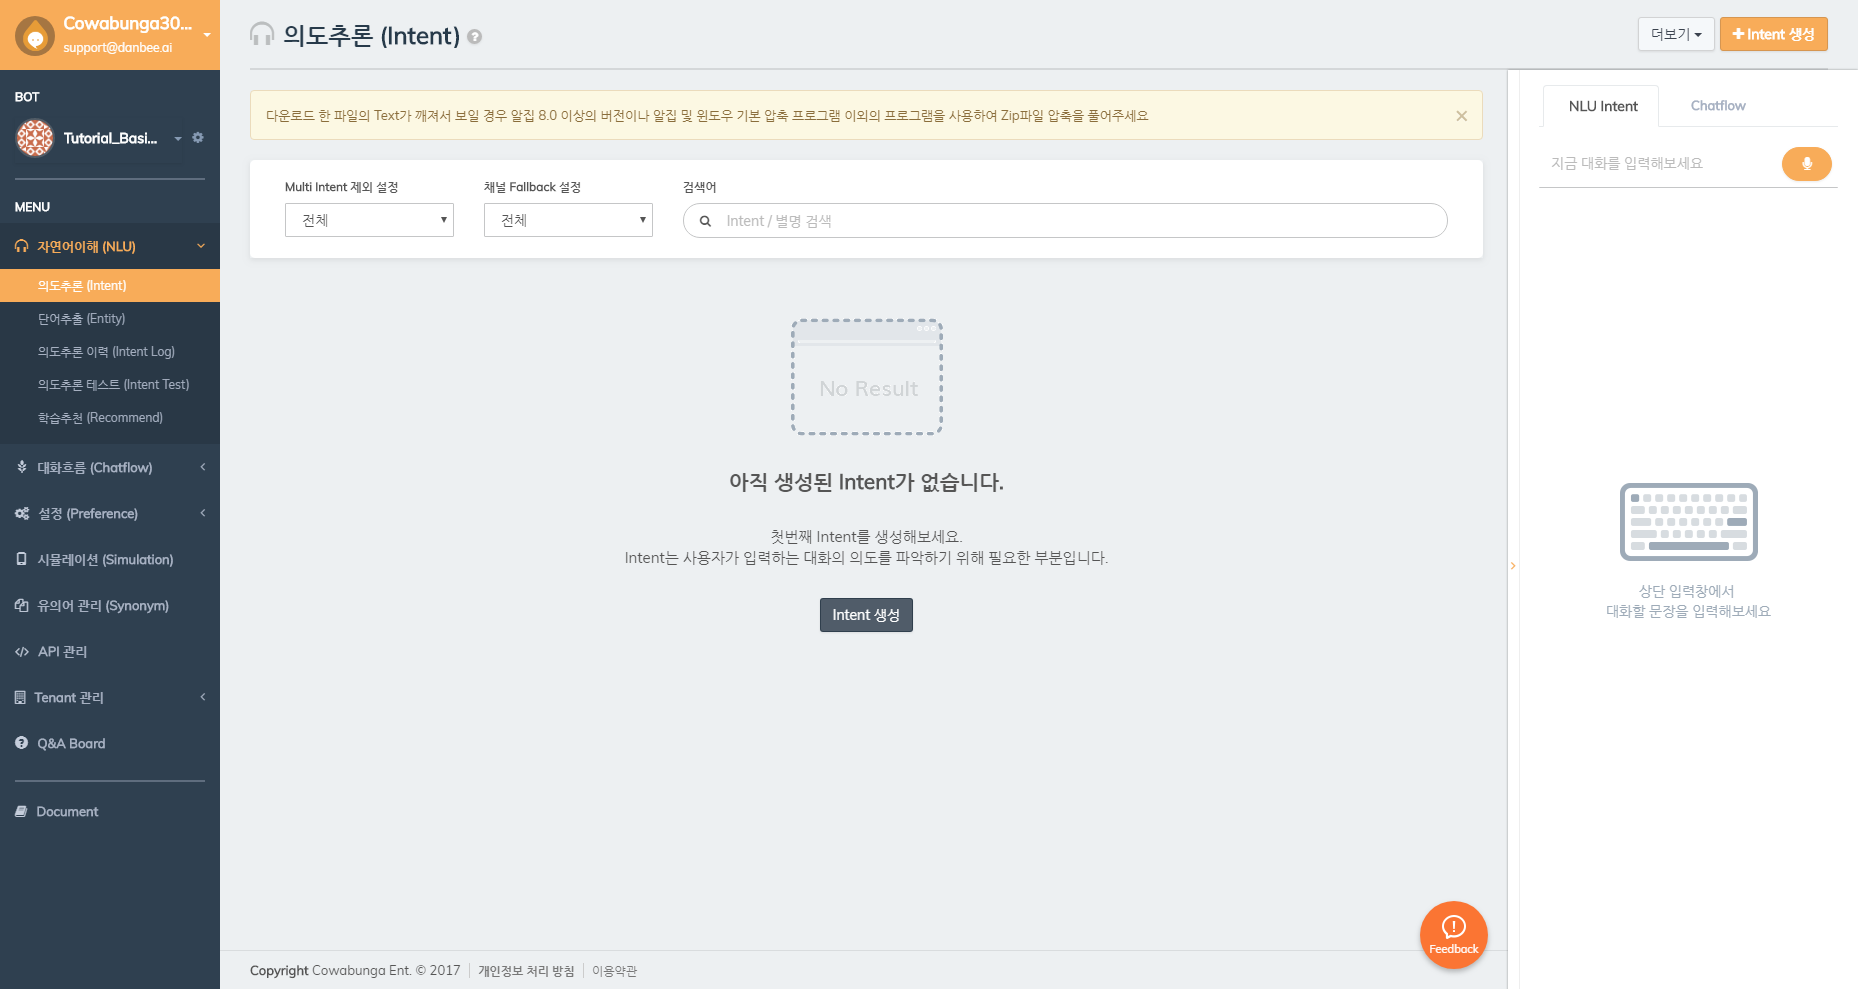 Cowabunga30...
support@danbee.ai
BOT
Tutorial_Basi...
MENU
자연어이해 (NLU)
의도추론 (Intent)
단어추출 (Entity)
의도추론 이력 (Intent Log)
의도추론 테스트 (Intent Test)
학습추천 (Recommend)
대화흐름 (Chatflow)
설정 (Preference)
시뮬레이션 (Simulation)
유의어 관리 (Synonym)
API 관리
Tenant 관리
Q&A Board
Document
의도추론 (Intent)
더보기
Intent 생성
다운로드 한 파일의 Text가 깨져서 보일 경우 알집 8.0 이상의 버전이나 알집 및 윈도우 기본 압축 프로그램 이외의 프로그램을 사용하여 Zip파일 압축을 풀어주세요
Multi Intent 제외 설정
채널 Fallback 설정
검색어
전체
전체
Intent / 별명 검색
No Result
아직 생성된 Intent가 없습니다.
첫번째 Intent를 생성해보세요.
Intent는 사용자가 입력하는 대화의 의도를 파악하기 위해 필요한 부분입니다.
Intent 생성
NLU Intent
Chatflow
지금 대화를 입력해보세요
상단 입력창에서
대화할 문장을 입력해보세요
Feedback
Copyright Cowabunga Ent. © 2017
개인정보 처리 방침
이용약관